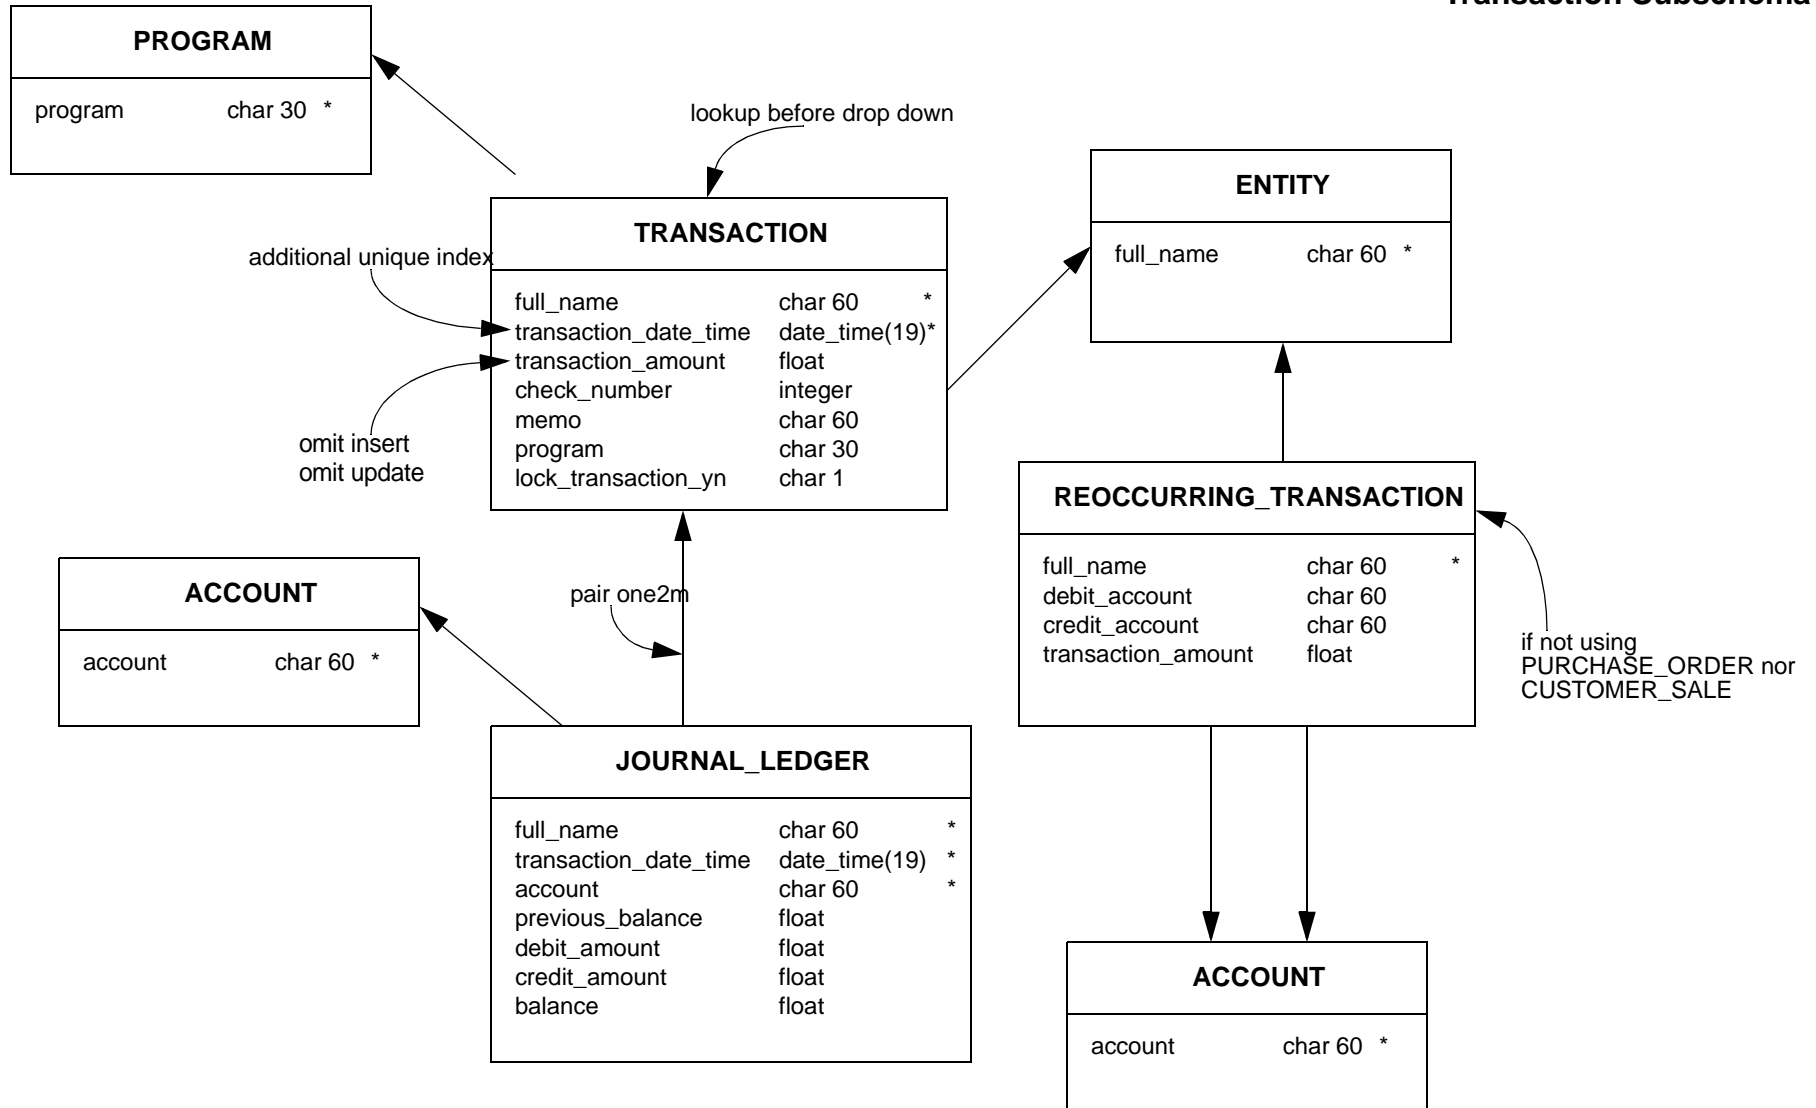 Transaction Subschema
PROGRAM
program char 30 *
lookup before drop down
ENTITY
full_name char 60 *
TRANSACTION
additional unique index
full_name char 60 *
transaction_date_time date_time(19)*
transaction_amount float
check_number integer
memo char 60
program char 30
lock_transaction_yn char 1
omit insert
omit update
REOCCURRING_TRANSACTION
full_name char 60 *
debit_account char 60
credit_account char 60
transaction_amount float
if not using
PURCHASE_ORDER nor
CUSTOMER_SALE
ACCOUNT
account char 60 *
pair one2m
JOURNAL_LEDGER
full_name char 60 *
transaction_date_time date_time(19) *
account char 60 *
previous_balance float
debit_amount float
credit_amount float
balance float
ACCOUNT
account char 60 *